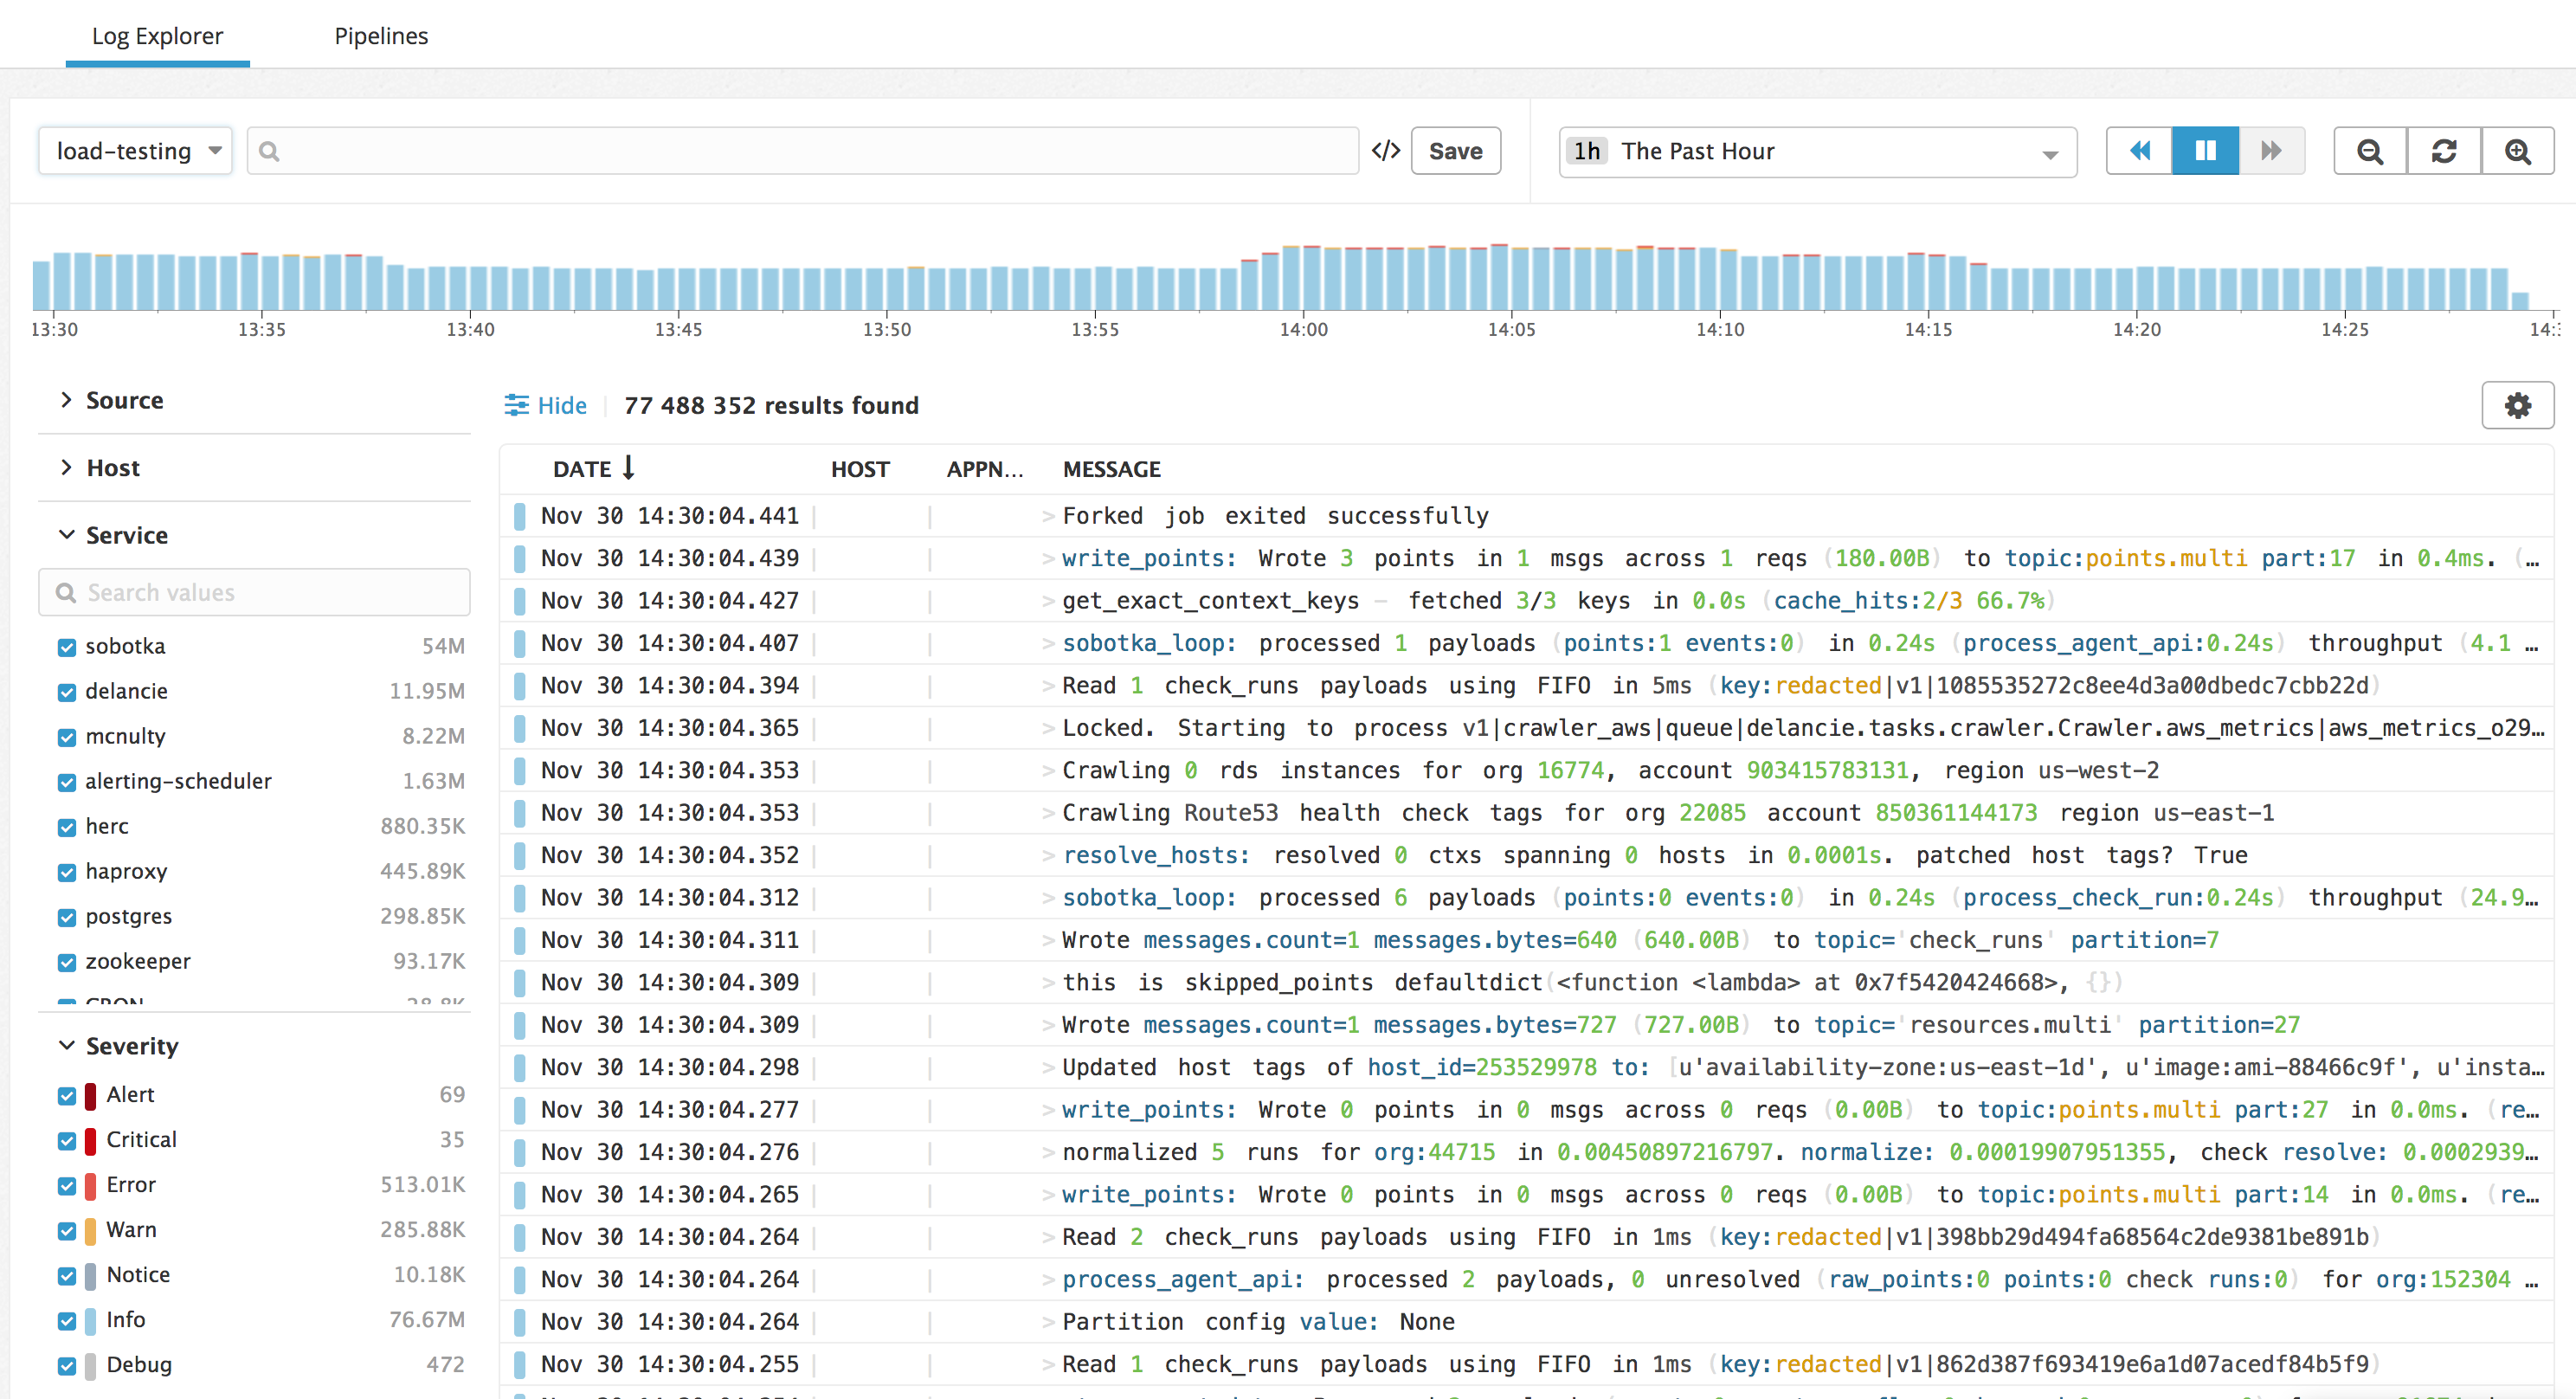 Log Explorer Pipelines
load-testing </> Save 1h The Past Hour
13:30 13:35 13:40 13:45 13:50 13:55 14:00 14:05 14:10 14:15 14:20 14:25
Source
Host
Service
Search values
sobotka 54M
delancie 11.95M
mcnulty 8.22M
alerting-scheduler 1.63M
herc 880.35K
haproxy 445.89K
postgres 298.85K
zookeeper 93.17K
Severity
Alert 69
Critical 35
Error 513.01K
Warn 285.88K
Notice 10.18K
Info 76.67M
Debug 472
Hide 77 488 352 results found
DATE HOST APPN... MESSAGE
Nov 30 14:30:04.441 > Forked job exited successfully
Nov 30 14:30:04.439 > write_points: Wrote 3 points in 1 msgs across 1 reqs (180.00B) to topic:points.multi part:17 in 0.4ms. (…
Nov 30 14:30:04.427 > get_exact_context_keys – fetched 3/3 keys in 0.0s (cache_hits:2/3 66.7%)
Nov 30 14:30:04.407 > sobotka_loop: processed 1 payloads (points:1 events:0) in 0.24s (process_agent_api:0.24s) throughput (4.1 …
Nov 30 14:30:04.394 > Read 1 check_runs payloads using FIFO in 5ms (key:redacted|v1|1085535272c8ee4d3a00dbedc7cbb22d)
Nov 30 14:30:04.365 > Locked. Starting to process v1|crawler_aws|queue|delancie.tasks.crawler.Crawler.aws_metrics|aws_metrics_o29…
Nov 30 14:30:04.353 > Crawling 0 rds instances for org 16774, account 903415783131, region us-west-2
Nov 30 14:30:04.353 > Crawling Route53 health check tags for org 22085 account 850361144173 region us-east-1
Nov 30 14:30:04.352 > resolve_hosts: resolved 0 ctxs spanning 0 hosts in 0.0001s. patched host tags? True
Nov 30 14:30:04.312 > sobotka_loop: processed 6 payloads (points:0 events:0) in 0.24s (process_check_run:0.24s) throughput (24.9…
Nov 30 14:30:04.311 > Wrote messages.count=1 messages.bytes=640 (640.00B) to topic='check_runs' partition=7
Nov 30 14:30:04.309 > this is skipped_points defaultdict(<function <lambda> at 0x7f5420424668>, {})
Nov 30 14:30:04.309 > Wrote messages.count=1 messages.bytes=727 (727.00B) to topic='resources.multi' partition=27
Nov 30 14:30:04.298 > Updated host tags of host_id=253529978 to: [u'availability-zone:us-east-1d', u'image:ami-88466c9f', u'insta…
Nov 30 14:30:04.277 > write_points: Wrote 0 points in 0 msgs across 0 reqs (0.00B) to topic:points.multi part:27 in 0.0ms. (re…
Nov 30 14:30:04.276 > normalized 5 runs for org:44715 in 0.00450897216797. normalize: 0.00019907951355, check resolve: 0.0002939…
Nov 30 14:30:04.265 > write_points: Wrote 0 points in 0 msgs across 0 reqs (0.00B) to topic:points.multi part:14 in 0.0ms. (re…
Nov 30 14:30:04.264 > Read 2 check_runs payloads using FIFO in 1ms (key:redacted|v1|398bb29d494fa68564c2de9381be891b)
Nov 30 14:30:04.264 > process_agent_api: processed 2 payloads, 0 unresolved (raw_points:0 points:0 check runs:0) for org:152304 …
Nov 30 14:30:04.264 > Partition config value: None
Nov 30 14:30:04.255 > Read 1 check_runs payloads using FIFO in 1ms (key:redacted|v1|862d387f693419e6a1d07acedf84b5f9)